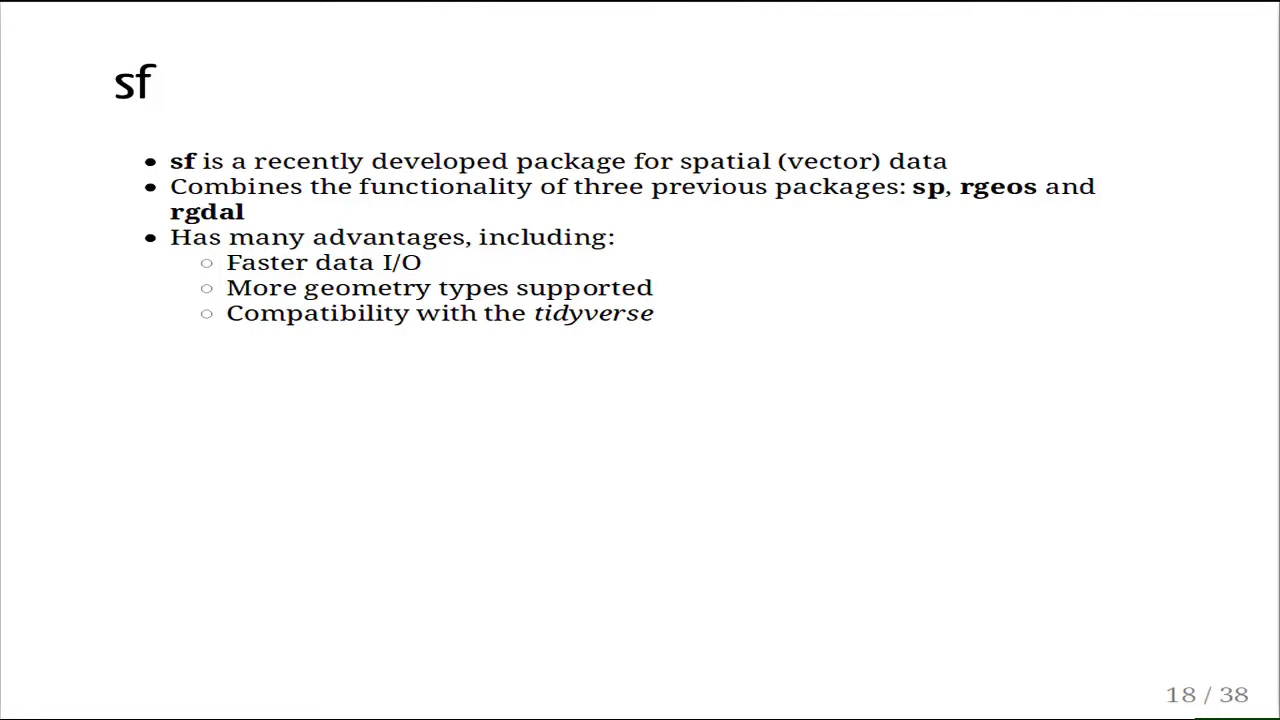 sf
• sf is a recently developed package for spatial (vector) data
• Combines the functionality of three previous packages: sp, rgeos and
rgdal
• Has many advantages, including:
○ Faster data I/O
○ More geometry types supported
○ Compatibility with the tidyverse
18 / 38